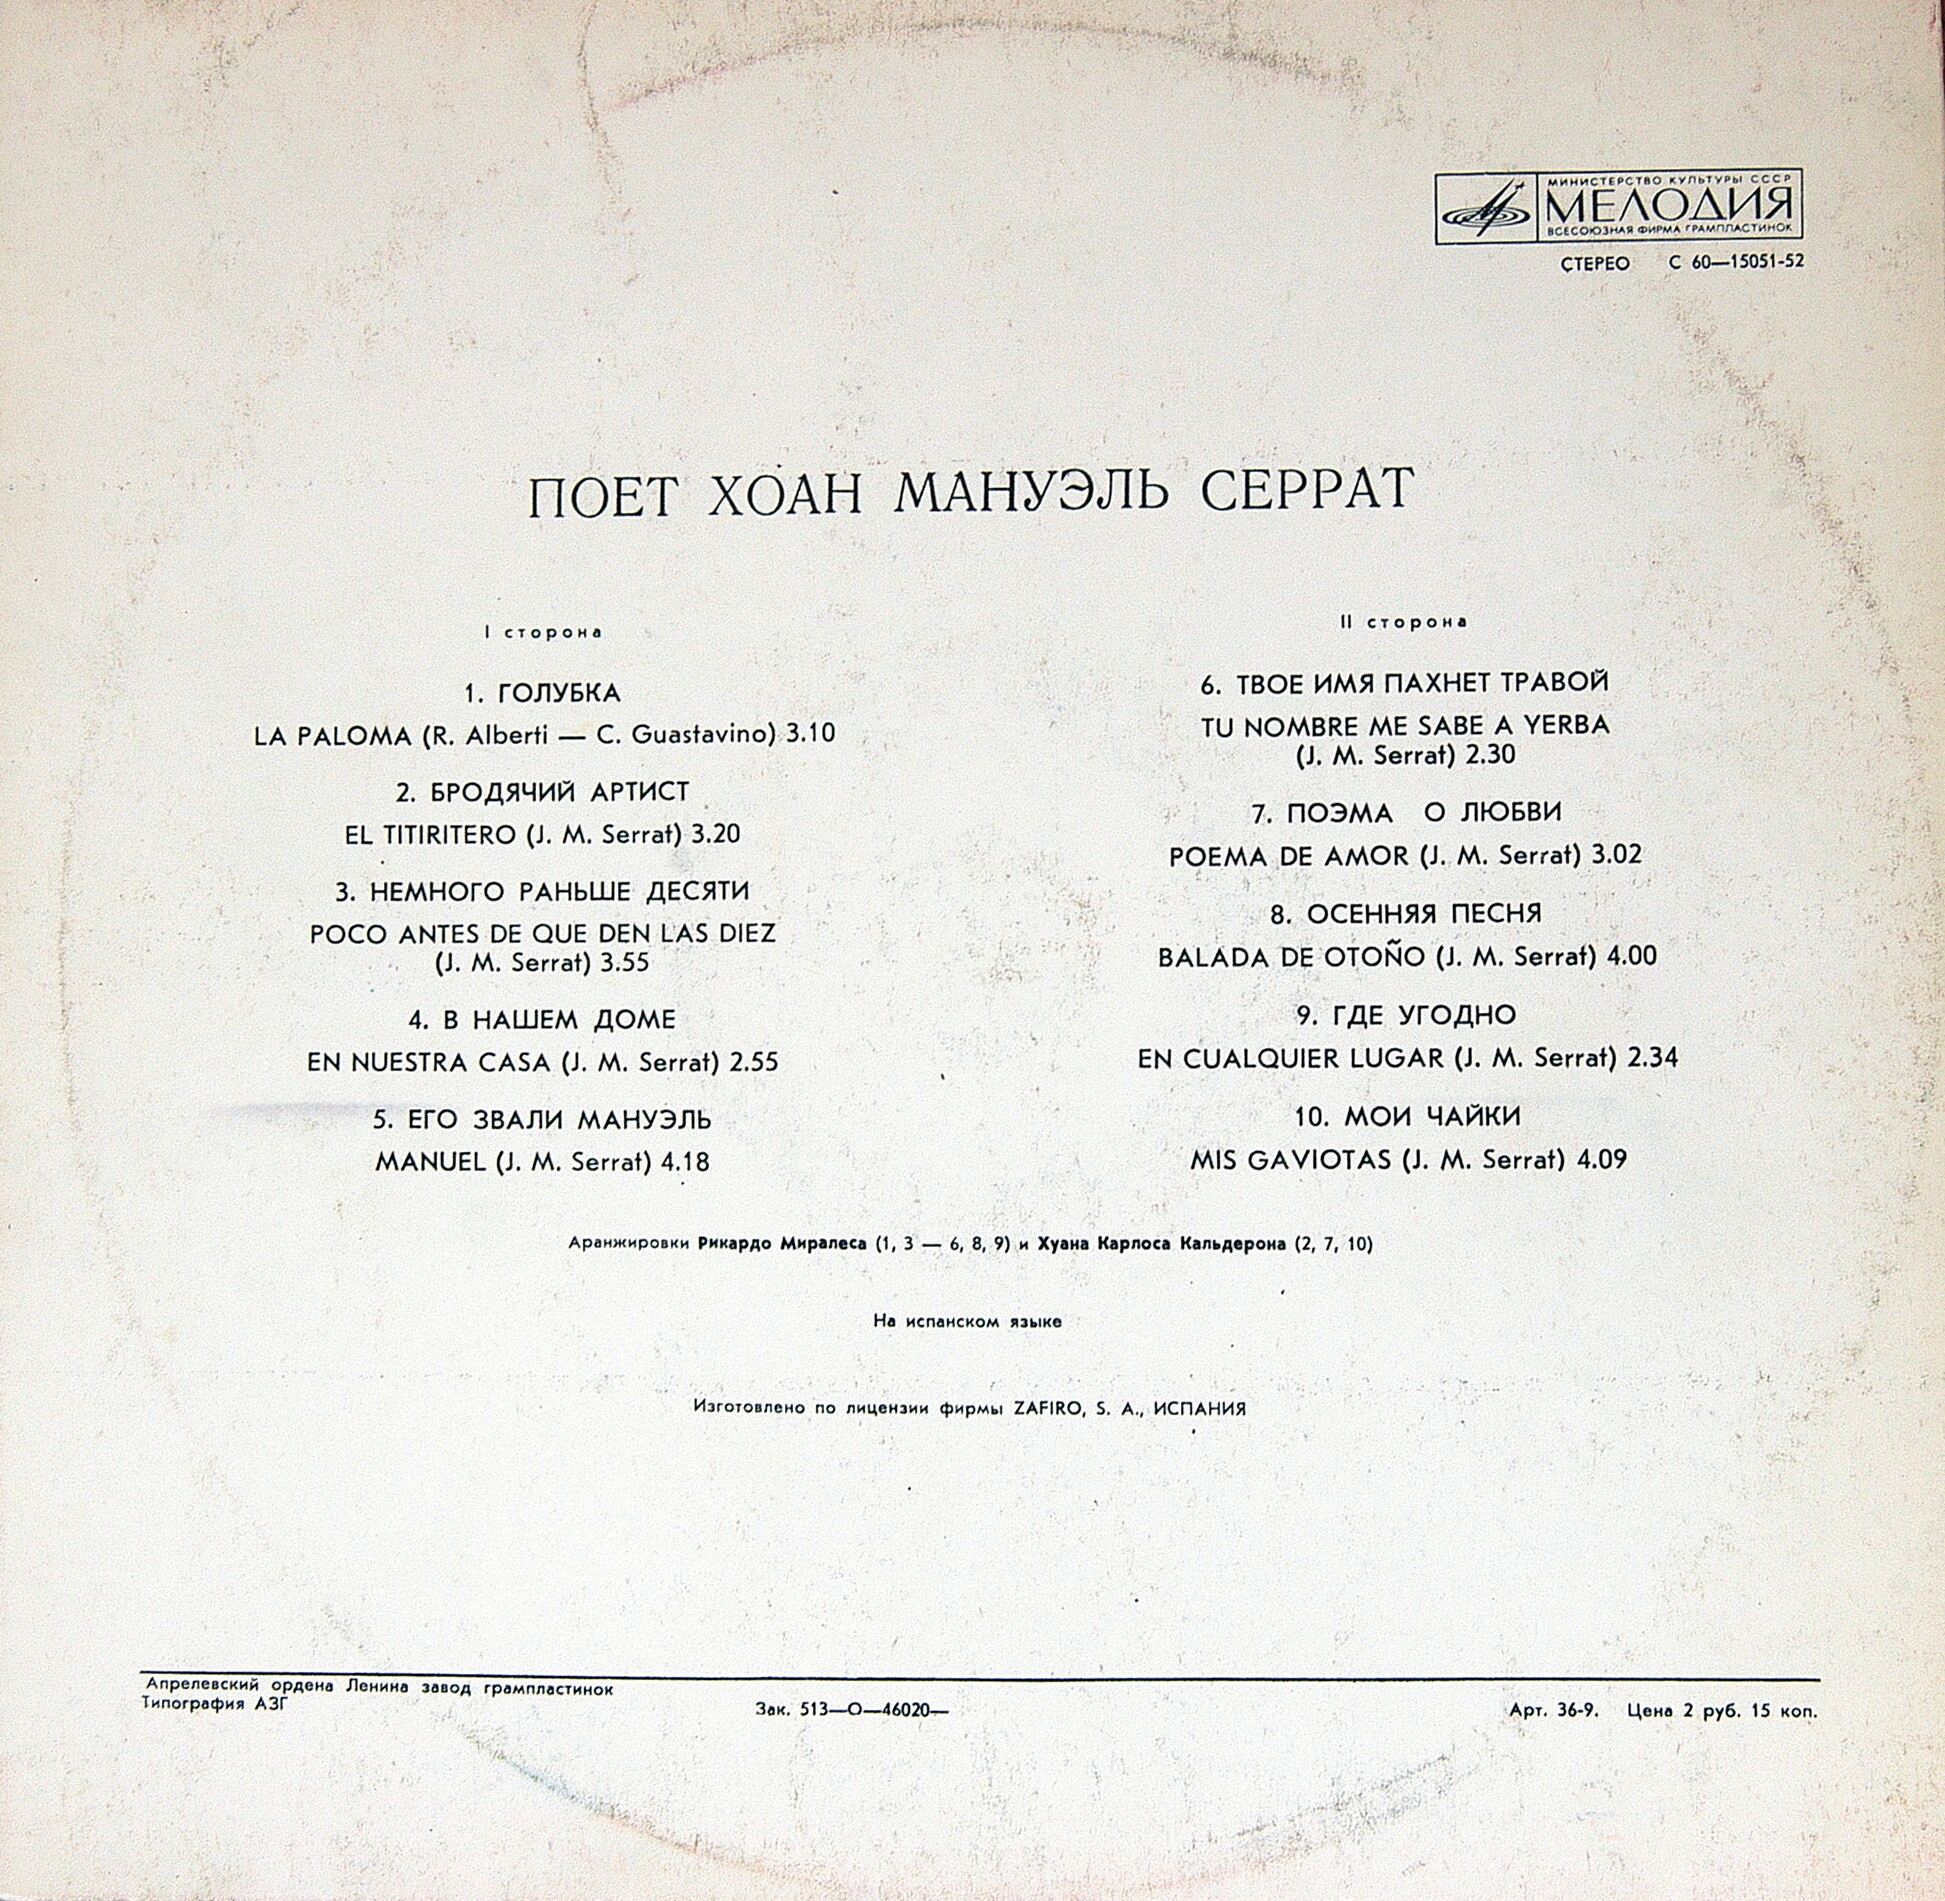 МИНИСТЕРСТВО КУЛЬТУРЫ СССР
МЕЛОДИЯ
ВСЕСОЮЗНАЯ ФИРМА ГРАМПЛАСТИНОК
СТЕРЕО С 60—15051-52
ПОЕТ ХОАН МАНУЭЛЬ СЕРРАТ
I сторона
1. ГОЛУБКА
LA PALOMA (R. Alberti — C. Guastavino) 3.10
2. БРОДЯЧИЙ АРТИСТ
EL TITIRITERO (J. M. Serrat) 3.20
3. НЕМНОГО РАНЬШЕ ДЕСЯТИ
POCO ANTES DE QUE DEN LAS DIEZ
(J. M. Serrat) 3.55
4. В НАШЕМ ДОМЕ
EN NUESTRA CASA (J. M. Serrat) 2.55
5. ЕГО ЗВАЛИ МАНУЭЛЬ
MANUEL (J. M. Serrat) 4.18
II сторона
6. ТВОЕ ИМЯ ПАХНЕТ ТРАВОЙ
TU NOMBRE ME SABE A YERBA
(J. M. Serrat) 2.30
7. ПОЭМА О ЛЮБВИ
POEMA DE AMOR (J. M. Serrat) 3.02
8. ОСЕННЯЯ ПЕСНЯ
BALADA DE OTOÑO (J. M. Serrat) 4.00
9. ГДЕ УГОДНО
EN CUALQUIER LUGAR (J. M. Serrat) 2.34
10. МОИ ЧАЙКИ
MIS GAVIOTAS (J. M. Serrat) 4.09
Аранжировки Рикардо Миралеса (1, 3 — 6, 8, 9) и Хуана Карлоса Кальдерона (2, 7, 10)
На испанском языке
Изготовлено по лицензии фирмы ZAFIRO, S. A., ИСПАНИЯ
Апрелевский ордена Ленина завод грампластинок
Типография АЗГ
Зак. 513—О—46020—
Арт. 36-9. Цена 2 руб. 15 коп.